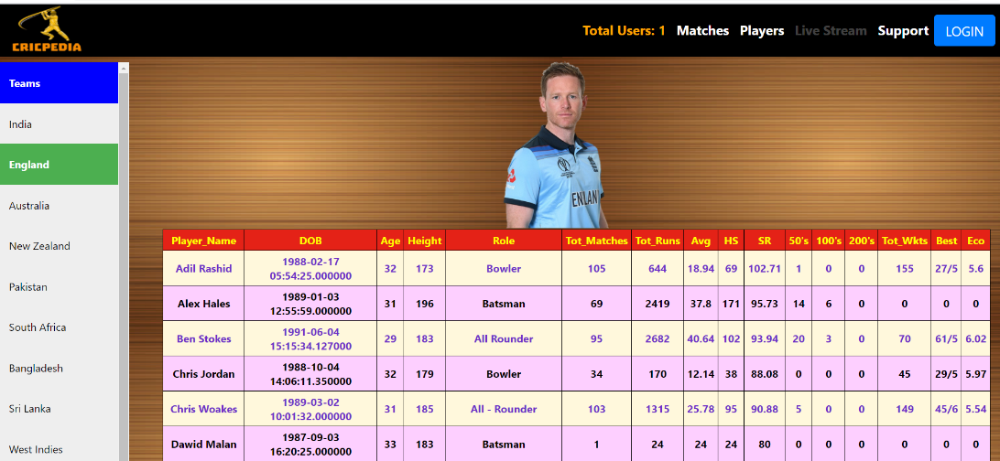 CRICPEDIA
Total Users: 1 Matches Players Live Stream Support LOGIN
Teams
India
England
Australia
New Zealand
Pakistan
South Africa
Bangladesh
Sri Lanka
West Indies
ENGLAND
Player_Name DOB Age Height Role Tot_Matches Tot_Runs Avg HS SR 50's 100's 200's Tot_Wkts Best Eco
Adil Rashid 1988-02-17 05:54:25.000000 32 173 Bowler 105 644 18.94 69 102.71 1 0 0 155 27/5 5.6
Alex Hales 1989-01-03 12:55:59.000000 31 196 Batsman 69 2419 37.8 171 95.73 14 6 0 0 0 0
Ben Stokes 1991-06-04 15:15:34.127000 29 183 All Rounder 95 2682 40.64 102 93.94 20 3 0 70 61/5 6.02
Chris Jordan 1988-10-04 14:06:11.350000 32 179 Bowler 34 170 12.14 38 88.08 0 0 0 45 29/5 5.97
Chris Woakes 1989-03-02 10:01:32.000000 31 185 All - Rounder 103 1315 25.78 95 90.88 5 0 0 149 45/6 5.54
Dawid Malan 1987-09-03 16:20:25.000000 33 183 Batsman 1 24 24 24 80 0 0 0 0 0 0